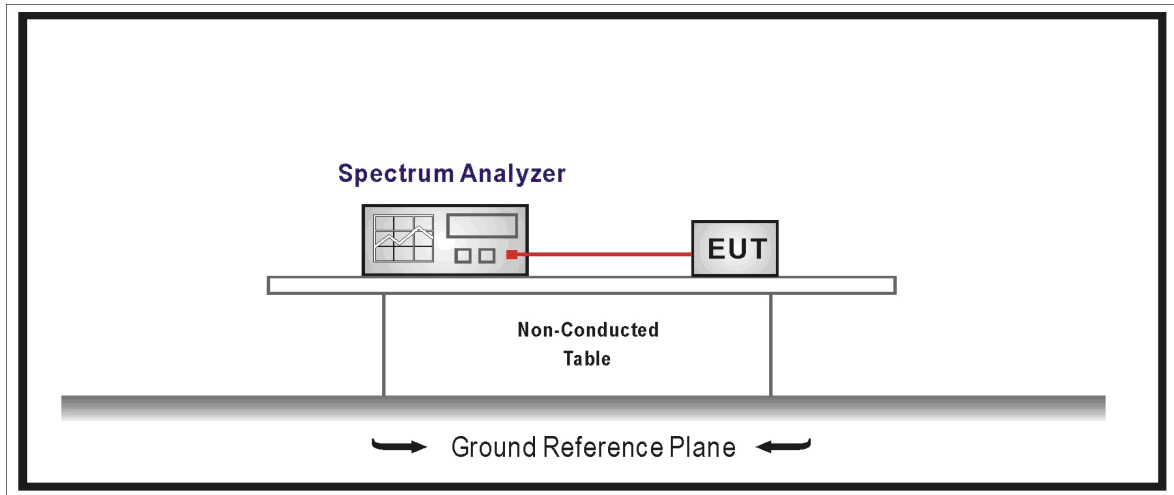 Spectrum Analyzer
EUT
Non-Conducted
Table
Ground Reference Plane